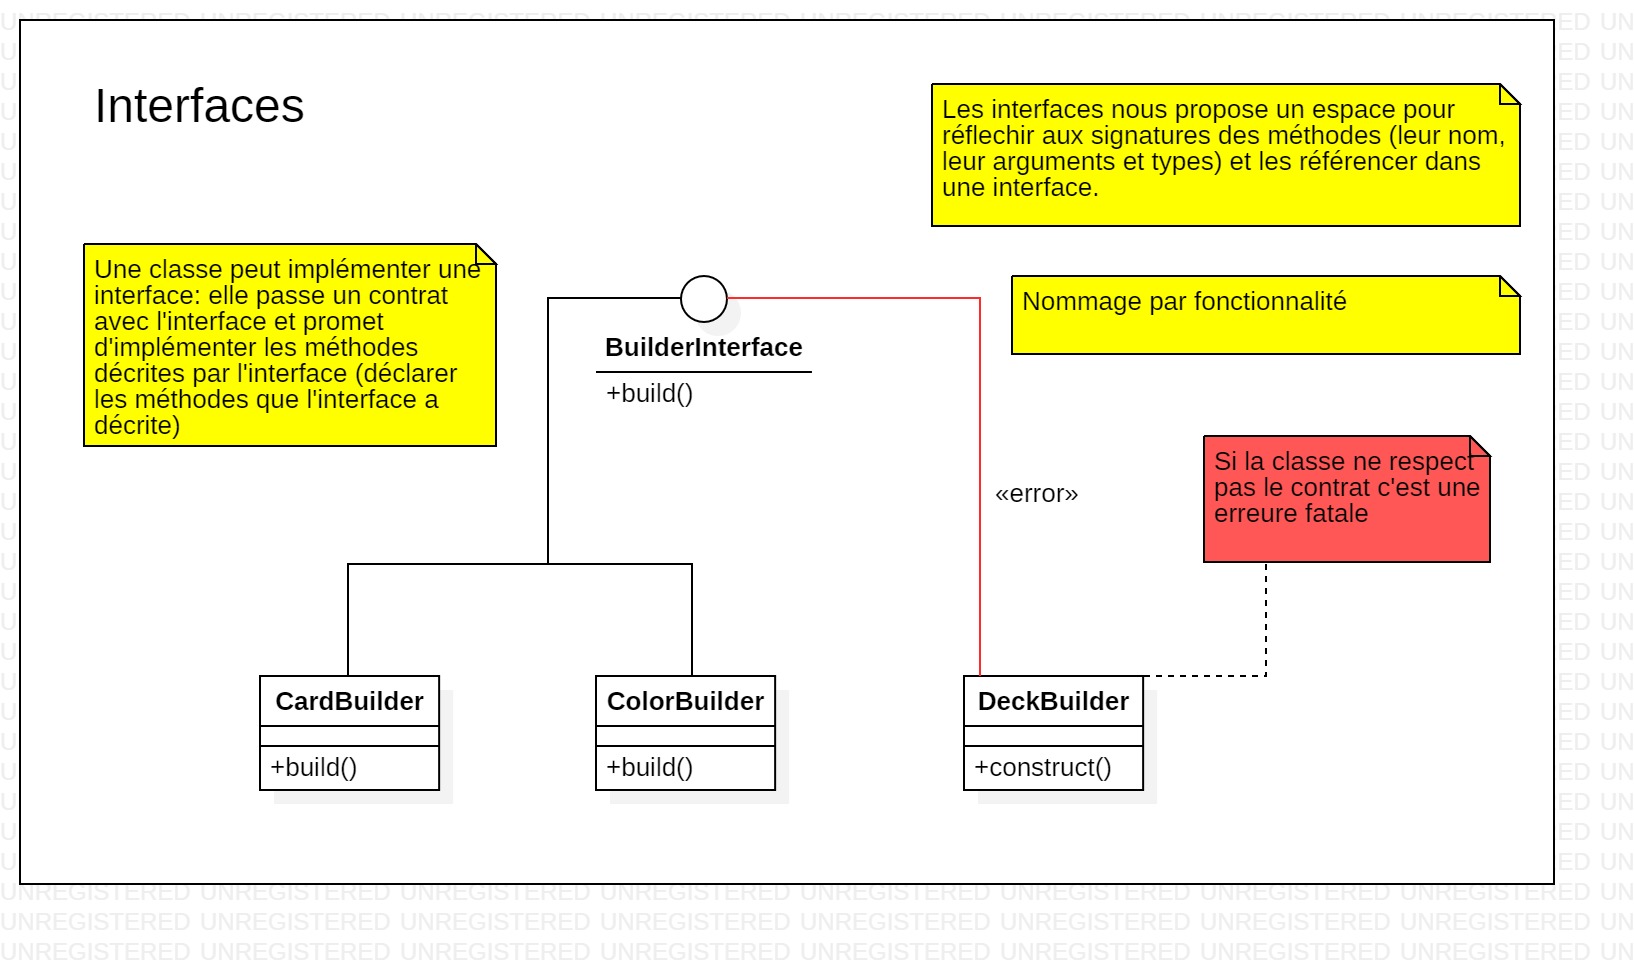 Interfaces
Les interfaces nous propose un espace pour
réflechir aux signatures des méthodes (leur nom,
leur arguments et types) et les référencer dans
une interface.
Une classe peut implémenter une
interface: elle passe un contrat
avec l'interface et promet
d'implémenter les méthodes
décrites par l'interface (déclarer
les méthodes que l'interface a
décrite)
Nommage par fonctionnalité
BuilderInterface
+build()
«error»
Si la classe ne respect
pas le contrat c'est une
erreure fatale
CardBuilder
+build()
ColorBuilder
+build()
DeckBuilder
+construct()
UNREGISTERED UNREGISTERED UNREGISTERED UNREGISTERED UNREGISTERED UNREGISTERED UNREGISTERED UNREGISTERED UN
UNREGISTERED UNREGISTERED UNREGISTERED UNREGISTERED UNREGISTERED UNREGISTERED UNREGISTERED UNREGISTERED UN
UNREGISTERED UNREGISTERED UNREGISTERED UNREGISTERED UNREGISTERED UNREGISTERED UNREGISTERED UNREGISTERED UN